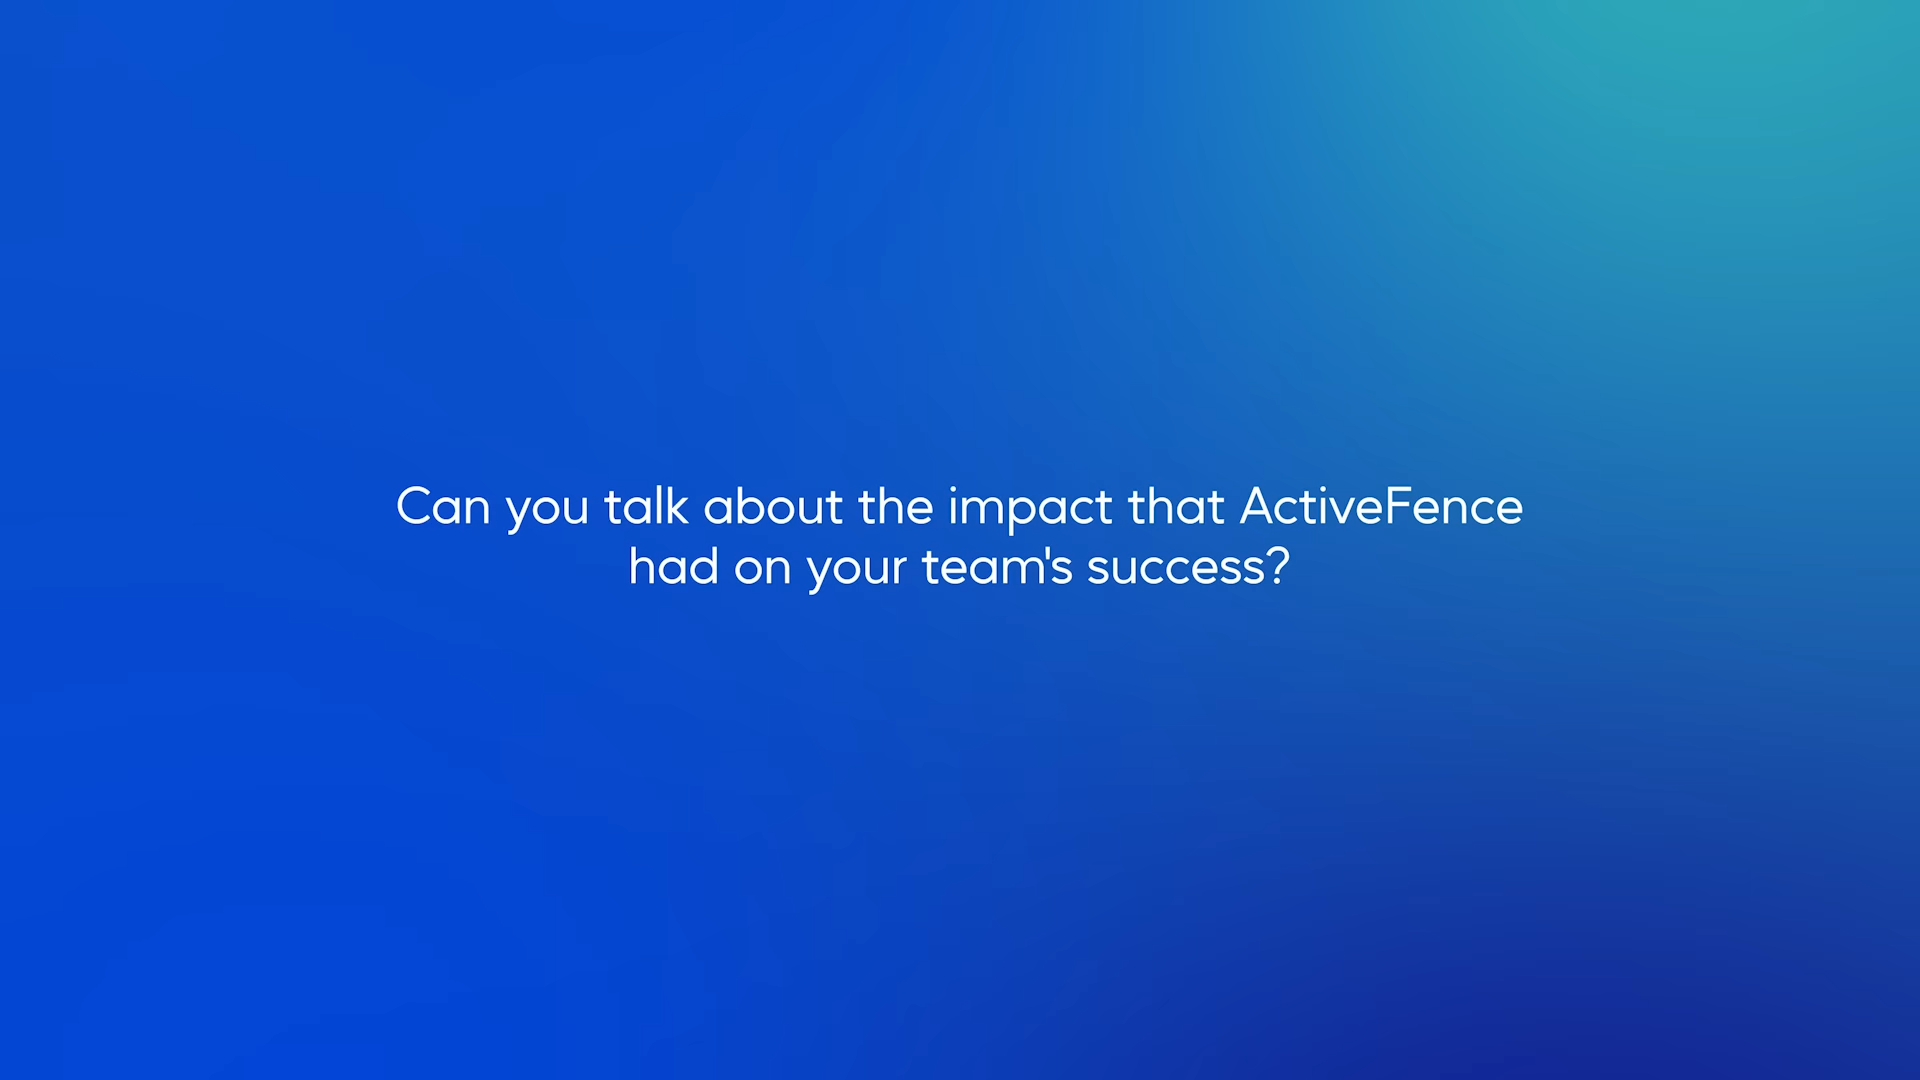 Can you talk about the impact that ActiveFence
had on your team's success?